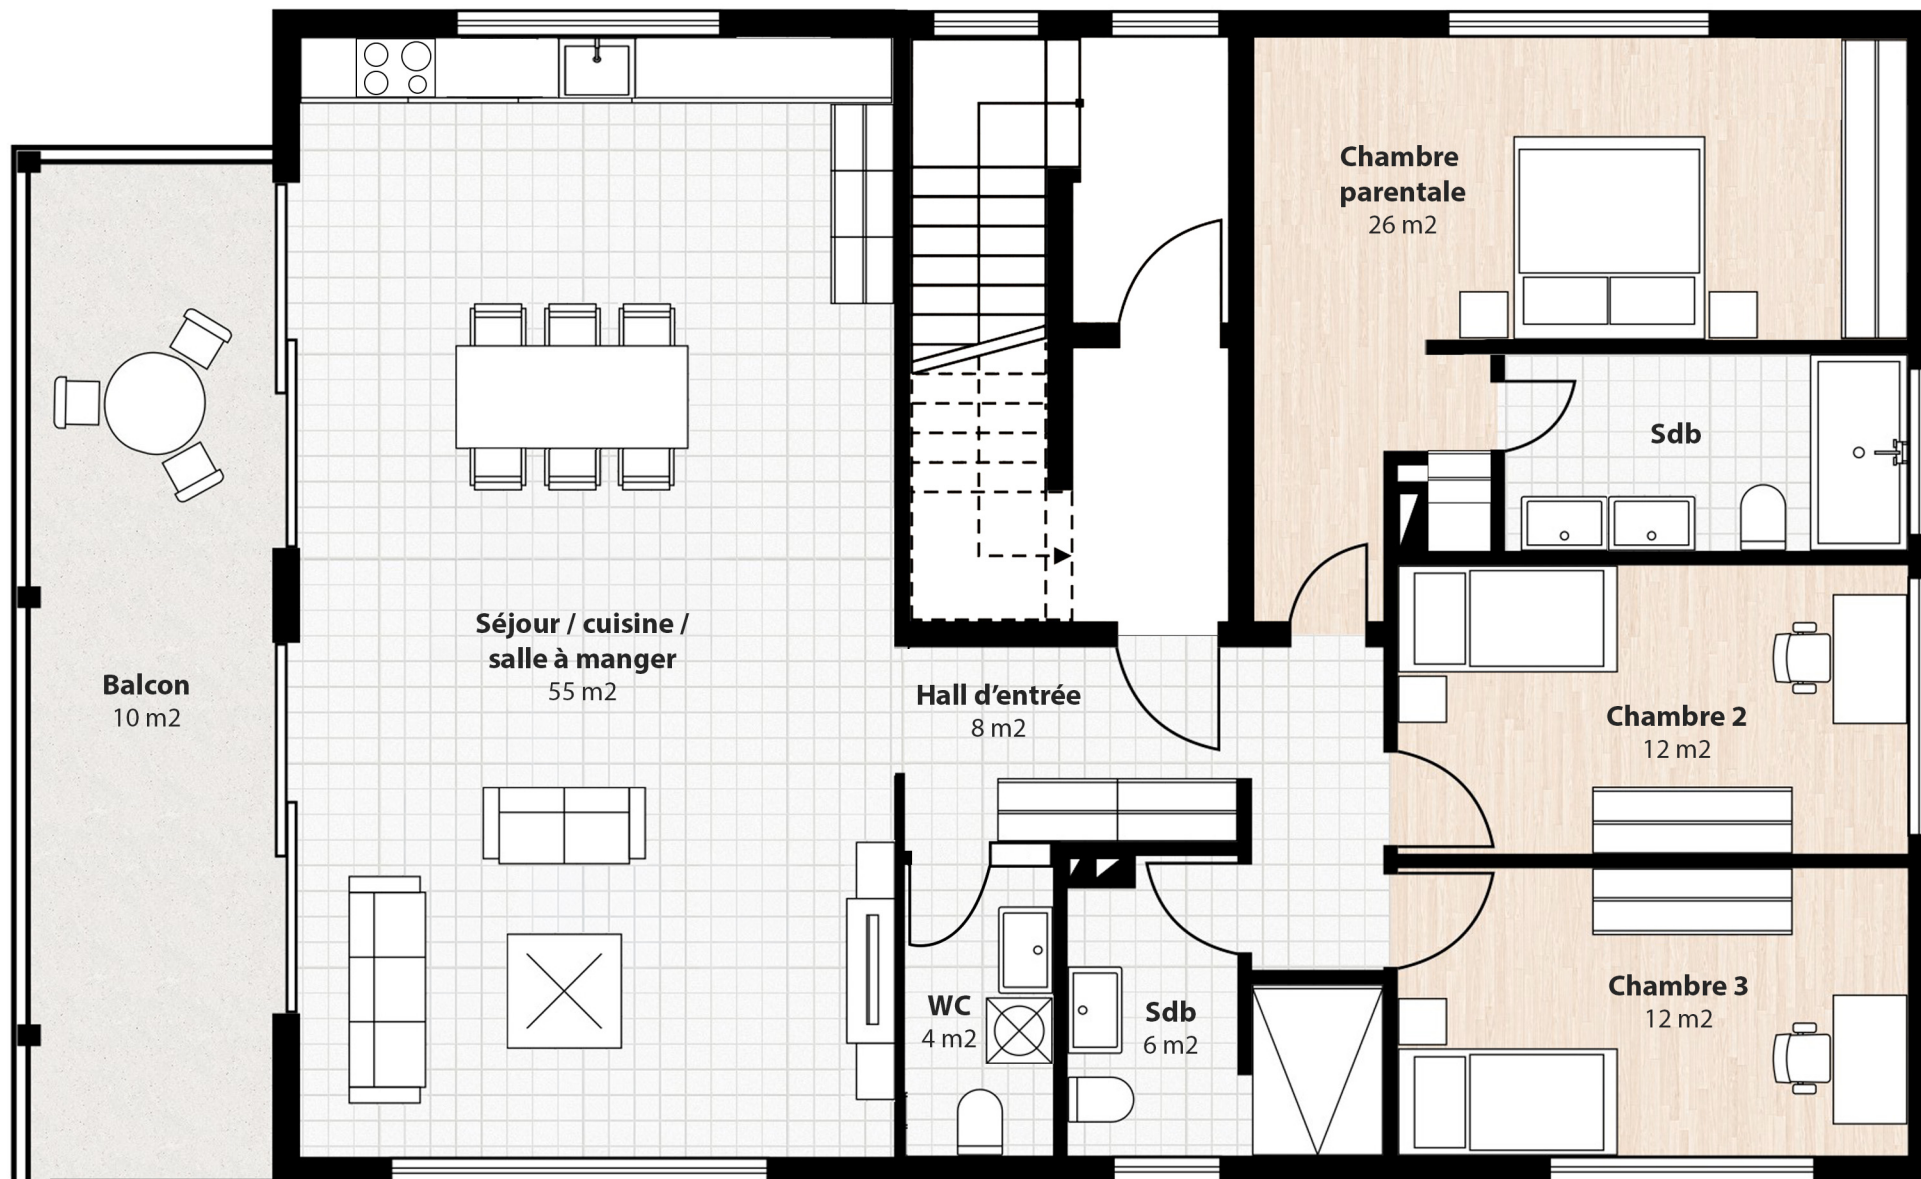 Chambre
parentale
26 m2
Sdb
Séjour / cuisine /
salle à manger
55 m2
Balcon
10 m2
Hall d’entrée
8 m2
Chambre 2
12 m2
Chambre 3
12 m2
WC
4 m2
Sdb
6 m2